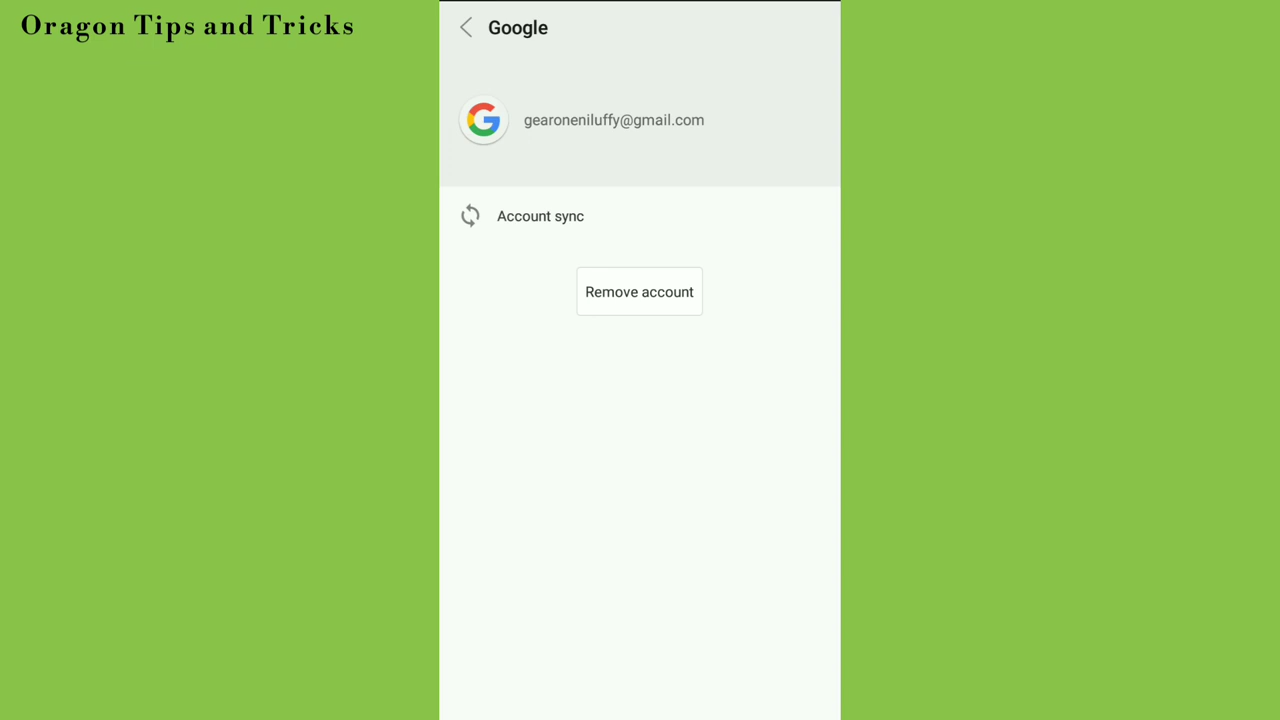 Oragon Tips and Tricks
Google
gearoneniluffy@gmail.com
Account sync
Remove account